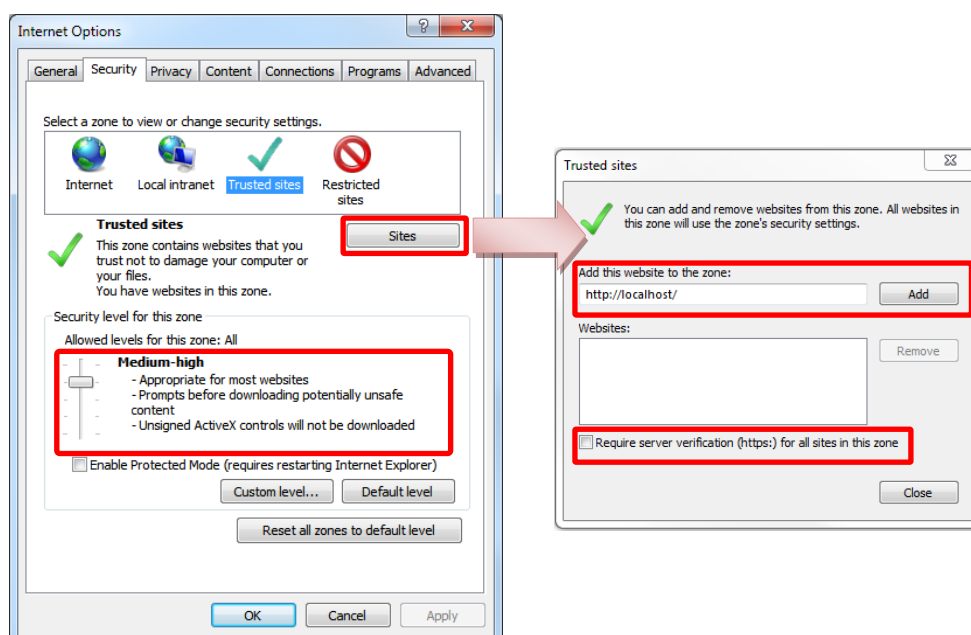 Internet Options
General Security Privacy Content Connections Programs Advanced
Select a zone to view or change security settings.
Internet Local intranet Trusted sites Restricted
sites
Trusted sites
Sites
This zone contains websites that you
trust not to damage your computer or
your files.
You have websites in this zone.
Security level for this zone
Allowed levels for this zone: All
Medium-high
- Appropriate for most websites
- Prompts before downloading potentially unsafe
content
- Unsigned ActiveX controls will not be downloaded
Enable Protected Mode (requires restarting Internet Explorer)
Custom level... Default level
Reset all zones to default level
OK Cancel Apply
Trusted sites
You can add and remove websites from this zone. All websites in
this zone will use the zone's security settings.
Add this website to the zone:
http://localhost/ Add
Websites:
Remove
Require server verification (https:) for all sites in this zone
Close